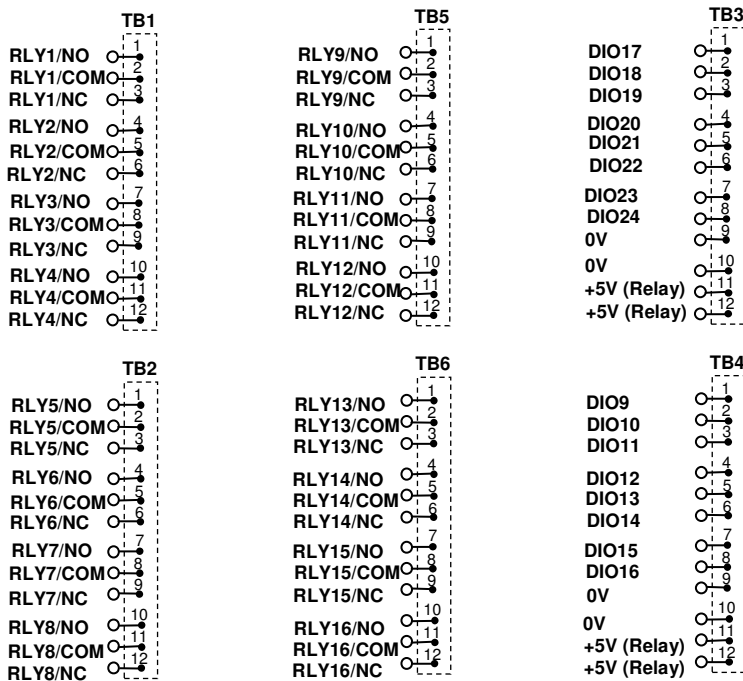 TB1
RLY1/NO 1
RLY1/COM 2
RLY1/NC 3
RLY2/NO 4
RLY2/COM 5
RLY2/NC 6
RLY3/NO 7
RLY3/COM 8
RLY3/NC 9
RLY4/NO 10
RLY4/COM 11
RLY4/NC 12
TB5
RLY9/NO 1
RLY9/COM 2
RLY9/NC 3
RLY10/NO 4
RLY10/COM 5
RLY10/NC 6
RLY11/NO 7
RLY11/COM 8
RLY11/NC 9
RLY12/NO 10
RLY12/COM 11
RLY12/NC 12
TB3
DIO17 1
DIO18 2
DIO19 3
DIO20 4
DIO21 5
DIO22 6
DIO23 7
DIO24 8
0V 9
0V 10
+5V (Relay) 11
+5V (Relay) 12
TB2
RLY5/NO 1
RLY5/COM 2
RLY5/NC 3
RLY6/NO 4
RLY6/COM 5
RLY6/NC 6
RLY7/NO 7
RLY7/COM 8
RLY7/NC 9
RLY8/NO 10
RLY8/COM 11
RLY8/NC 12
TB6
RLY13/NO 1
RLY13/COM 2
RLY13/NC 3
RLY14/NO 4
RLY14/COM 5
RLY14/NC 6
RLY15/NO 7
RLY15/COM 8
RLY15/NC 9
RLY16/NO 10
RLY16/COM 11
RLY16/NC 12
TB4
DIO9 1
DIO10 2
DIO11 3
DIO12 4
DIO13 5
DIO14 6
DIO15 7
DIO16 8
0V 9
0V 10
+5V (Relay) 11
+5V (Relay) 12